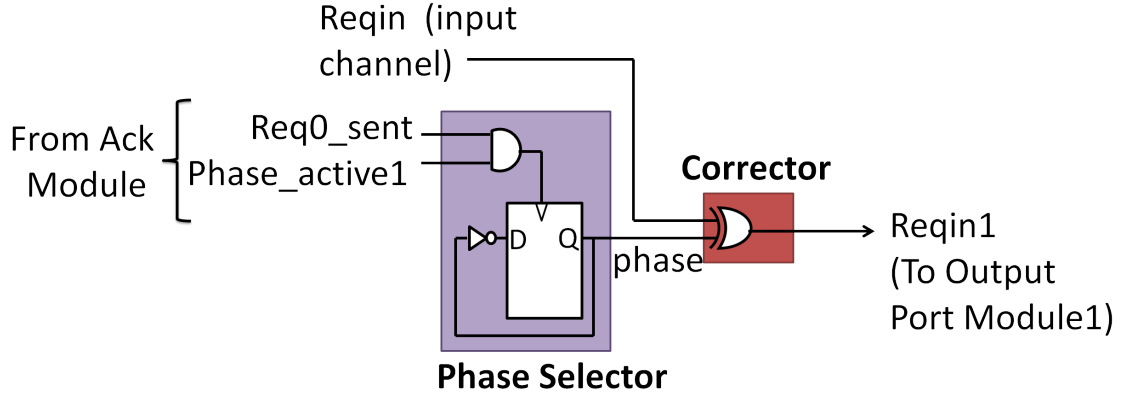 Reqin (input
channel)
From Ack
Module
Req0_sent
Phase_active1
D
Q
phase
Corrector
Reqin1
(To Output
Port Module1)
Phase Selector